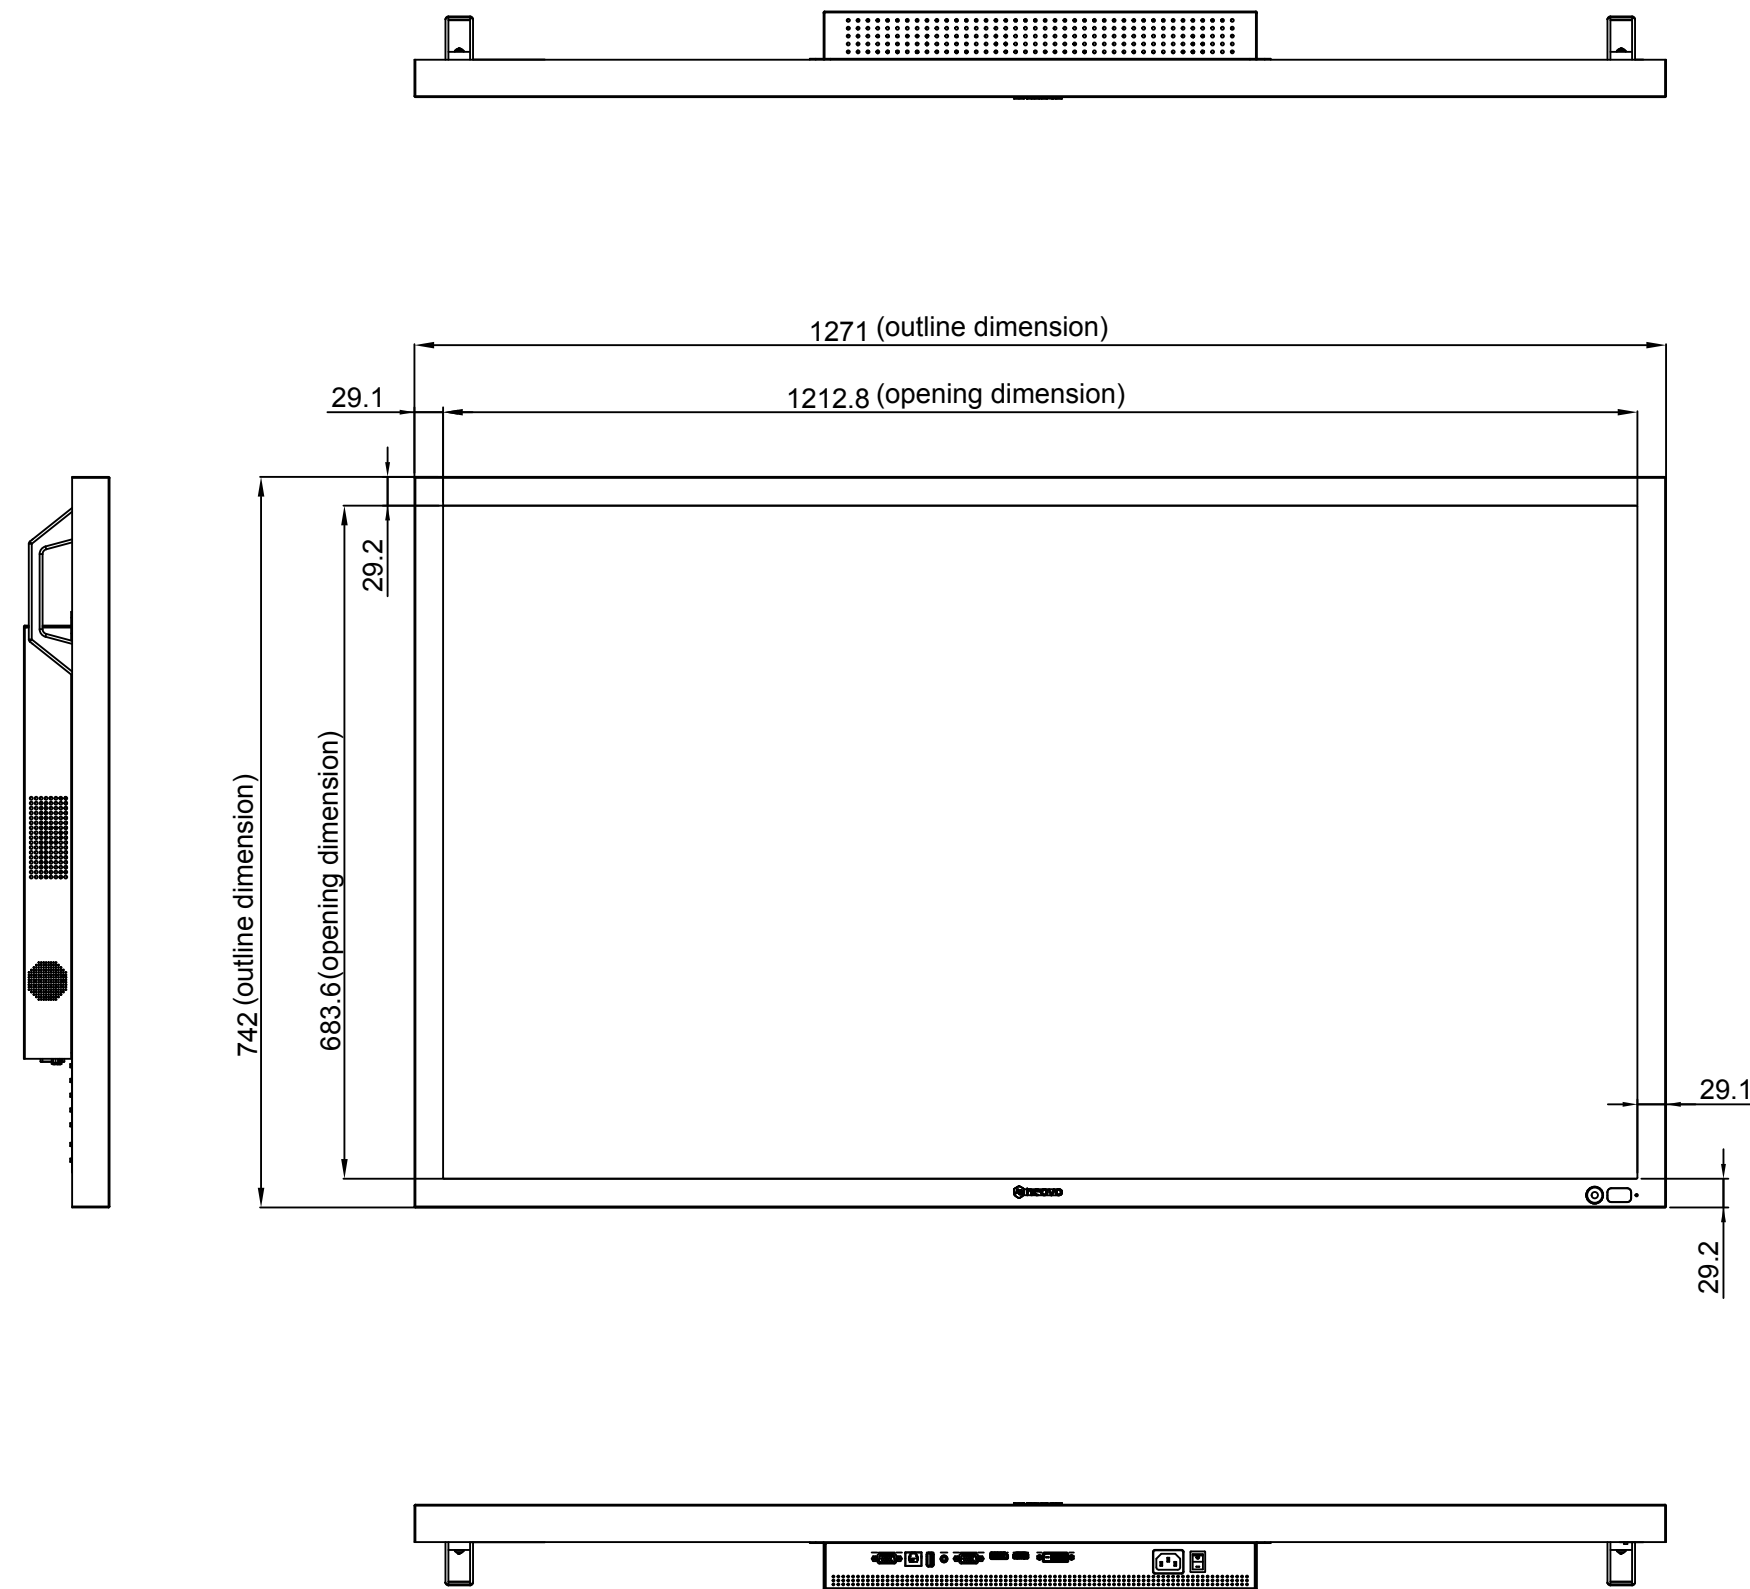 1271 (outline dimension)
29.1
1212.8 (opening dimension)
29.2
742 (outline dimension)
683.6 (opening dimension)
29.1
neovo
29.2